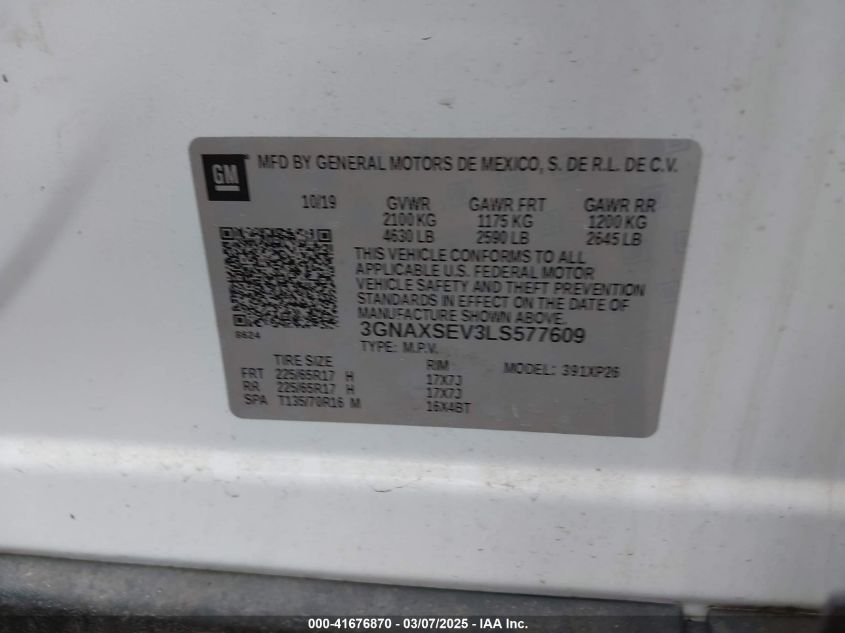 GM
MFD BY GENERAL MOTORS DE MEXICO, S. DE R.L. DE C.V.
10/19 GVWR GAWR FRT GAWR RR
2100 KG 1175 KG 1200 KG
4630 LB 2590 LB 2645 LB
THIS VEHICLE CONFORMS TO ALL
APPLICABLE U.S. FEDERAL MOTOR
VEHICLE SAFETY AND THEFT PREVENTION
STANDARDS IN EFFECT ON THE DATE OF
MANUFACTURE SHOWN ABOVE.
3GNAXSEV3LS577609
S624
TYPE: M.P.V.
TIRE SIZE RIM MODEL: 391XP26
FRT 225/65R17 H 17X7J
RR 225/65R17 H 17X7J
SPA T135/70R16 M 16X4BT
000-41676870 — 03/07/2025 — IAA Inc.